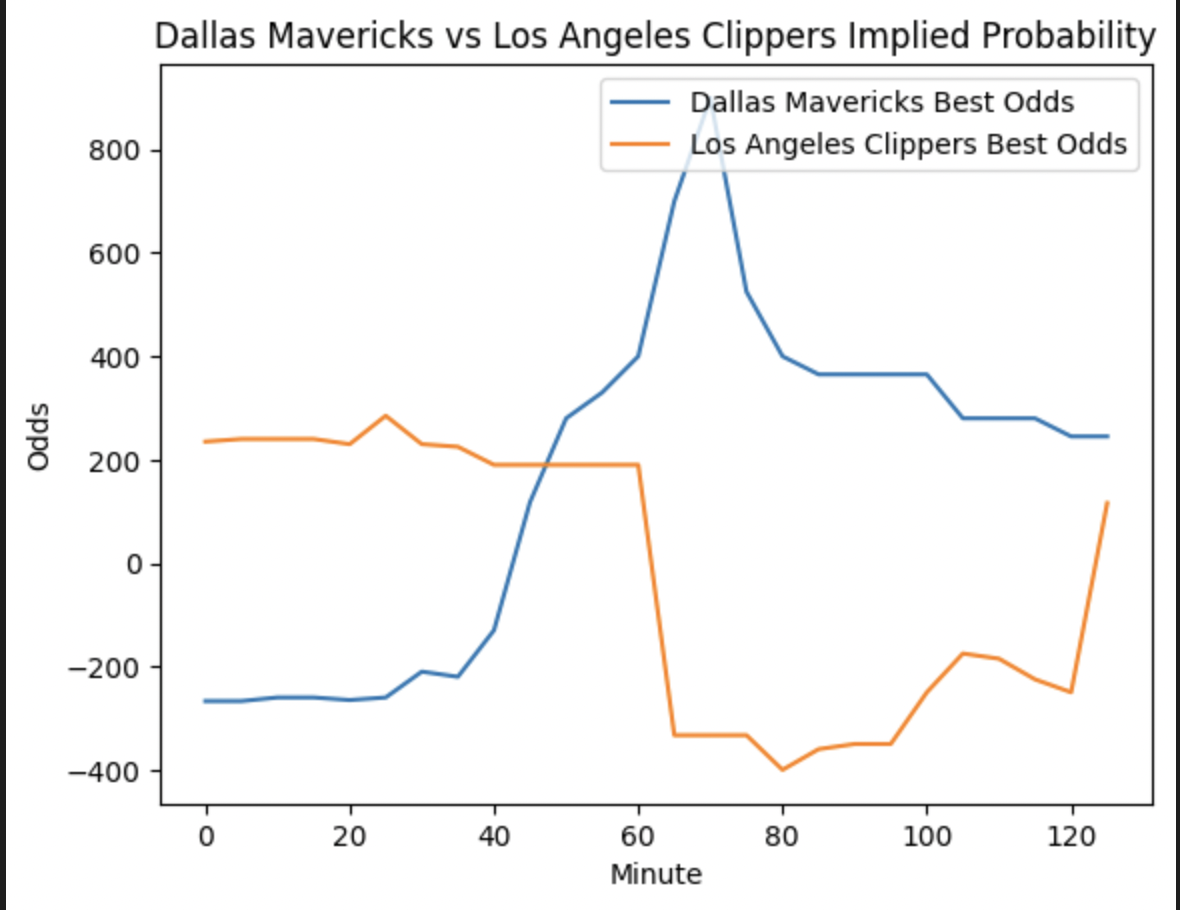 Dallas Mavericks vs Los Angeles Clippers Implied Probability
Dallas Mavericks Best Odds
Los Angeles Clippers Best Odds
800
600
400
200
0
−200
−400
Odds
0 20 40 60 80 100 120
Minute